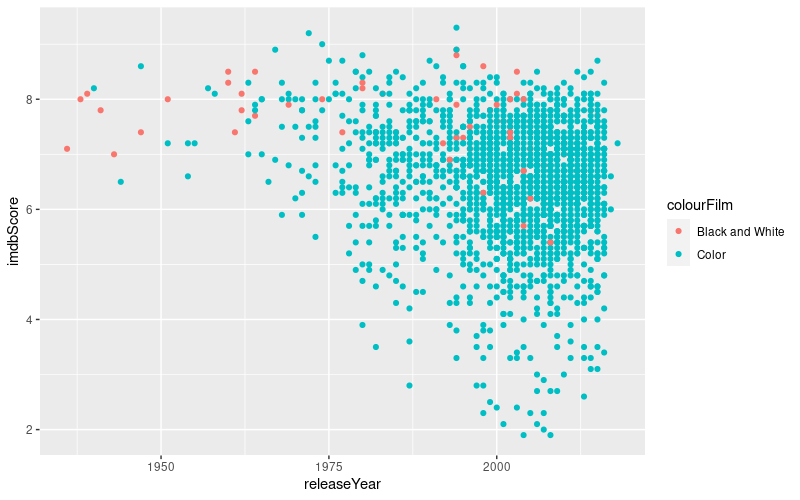 8
6
4
2
imdbScore
1950
1975
2000
releaseYear
colourFilm
Black and White
Color